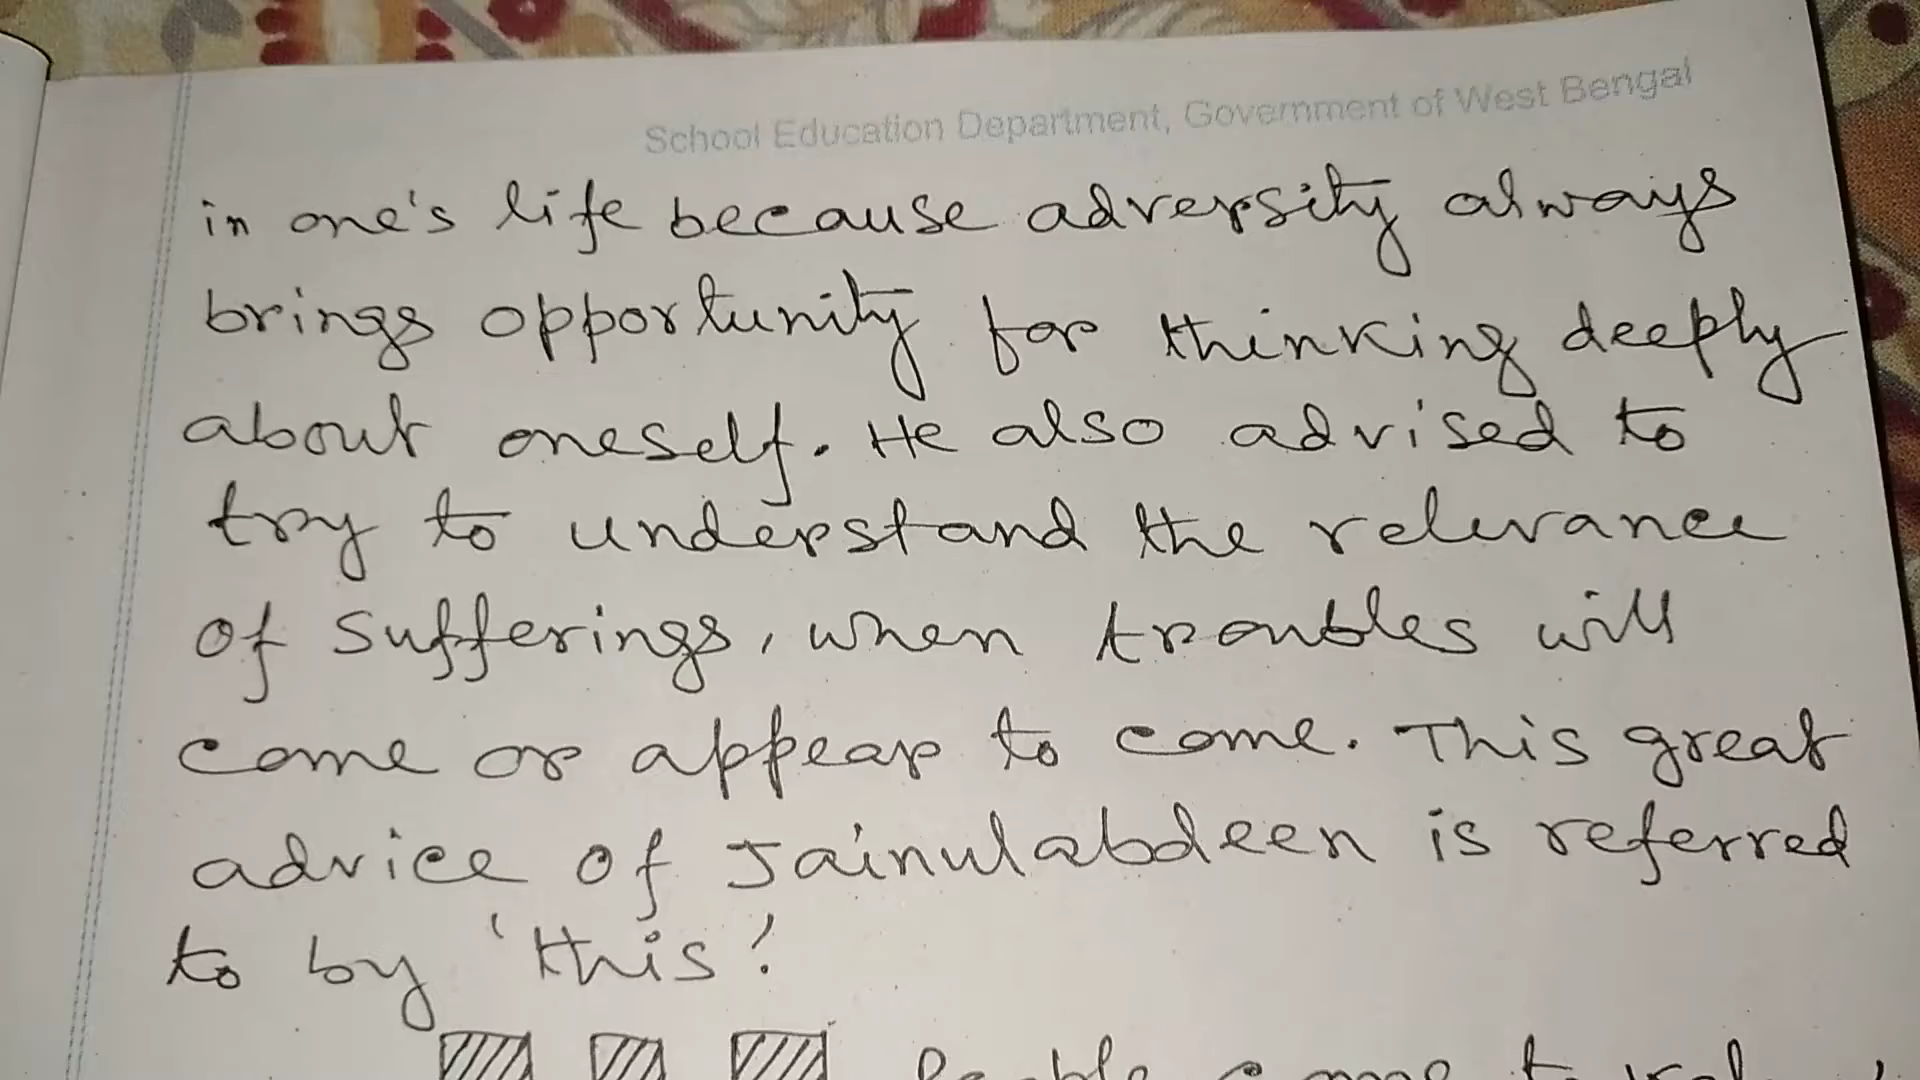 School Education Department, Government of West Bengal
in one's life because adversity always
brings opportunity for thinking deeply
about oneself. He also advised to
try to understand the relevance
of sufferings, when troubles will
come or appear to come. This great
advice of Jainulabdeen is referred
to by 'this'.